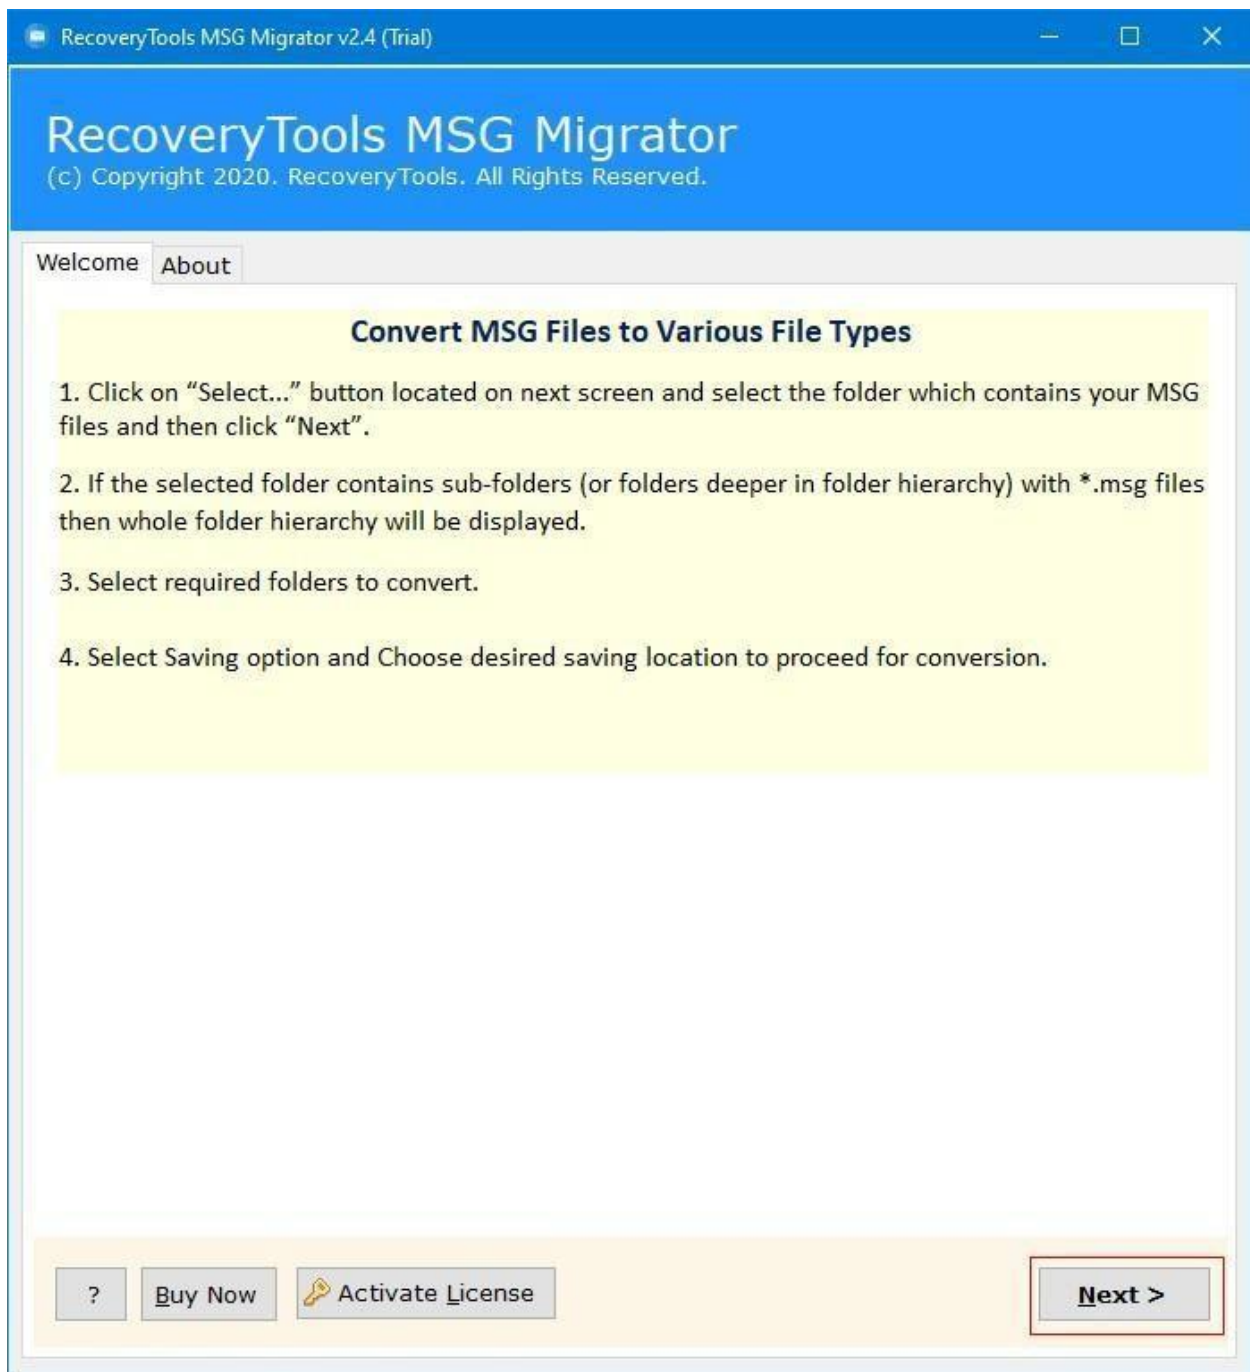 RecoveryTools MSG Migrator v2.4 (Trial)
RecoveryTools MSG Migrator
(c) Copyright 2020. RecoveryTools. All Rights Reserved.
Welcome
About
Convert MSG Files to Various File Types
1. Click on “Select...” button located on next screen and select the folder which contains your MSG
files and then click “Next”.
2. If the selected folder contains sub-folders (or folders deeper in folder hierarchy) with *.msg files
then whole folder hierarchy will be displayed.
3. Select required folders to convert.
4. Select Saving option and Choose desired saving location to proceed for conversion.
?
Buy Now
Activate License
Next >